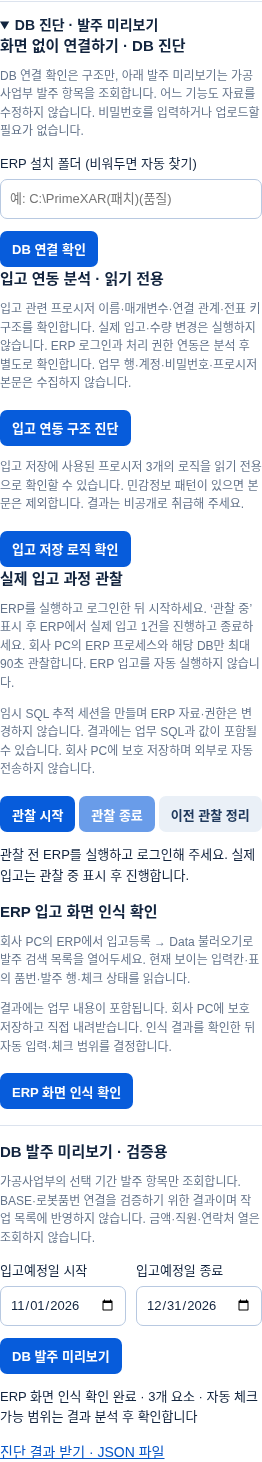 ▼ DB 진단 · 발주 미리보기
화면 없이 연결하기 · DB 진단
DB 연결 확인은 구조만, 아래 발주 미리보기는 가공
사업부 발주 항목을 조회합니다. 어느 기능도 자료를
수정하지 않습니다. 비밀번호를 입력하거나 업로드할
필요가 없습니다.
ERP 설치 폴더 (비워두면 자동 찾기)
예: C:\PrimeXAR(패치)(품질)
DB 연결 확인
입고 연동 분석 · 읽기 전용
입고 관련 프로시저 이름·매개변수·연결 관계·전표 키
구조를 확인합니다. 실제 입고·수량 변경은 실행하지
않습니다. ERP 로그인과 처리 권한 연동은 분석 후
별도로 확인합니다. 업무 행·계정·비밀번호·프로시저
본문은 수집하지 않습니다.
입고 연동 구조 진단
입고 저장에 사용된 프로시저 3개의 로직을 읽기 전용
으로 확인할 수 있습니다. 민감정보 패턴이 있으면 본
문은 제외합니다. 결과는 비공개로 취급해 주세요.
입고 저장 로직 확인
실제 입고 과정 관찰
ERP를 실행하고 로그인한 뒤 시작하세요. ‘관찰 중’
표시 후 ERP에서 실제 입고 1건을 진행하고 종료하
세요. 회사 PC의 ERP 프로세스와 해당 DB만 최대
90초 관찰합니다. ERP 입고를 자동 실행하지 않습니
다.
임시 SQL 추적 세션을 만들며 ERP 자료·권한은 변
경하지 않습니다. 결과에는 업무 SQL과 값이 포함될
수 있습니다. 회사 PC에 보호 저장하며 외부로 자동
전송하지 않습니다.
관찰 시작 관찰 종료 이전 관찰 정리
관찰 전 ERP를 실행하고 로그인해 주세요. 실제
입고는 관찰 중 표시 후 진행합니다.
ERP 입고 화면 인식 확인
회사 PC의 ERP에서 입고등록 → Data 불러오기로
발주 검색 목록을 열어두세요. 현재 보이는 입력칸·표
의 품번·발주 행·체크 상태를 읽습니다.
결과에는 업무 내용이 포함됩니다. 회사 PC에 보호
저장하고 직접 내려받습니다. 인식 결과를 확인한 뒤
자동 입력·체크 범위를 결정합니다.
ERP 화면 인식 확인
DB 발주 미리보기 · 검증용
가공사업부의 선택 기간 발주 항목만 조회합니다.
BASE·로봇품번 연결을 검증하기 위한 결과이며 작
업 목록에 반영하지 않습니다. 금액·직원·연락처 열은
조회하지 않습니다.
입고예정일 시작 입고예정일 종료
11/01/2026 12/31/2026
DB 발주 미리보기
ERP 화면 인식 확인 완료 · 3개 요소 · 자동 체크
가능 범위는 결과 분석 후 확인합니다
진단 결과 받기 · JSON 파일